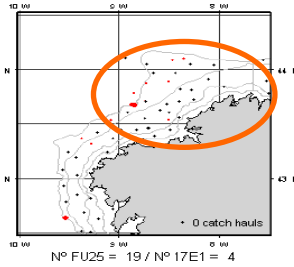 10 W 9 W 8 W
N 44 N
N 43 N
0 catch hauls
10 W 9 W 8 W
Nº FU25 = 19 / Nº 17E1 = 4